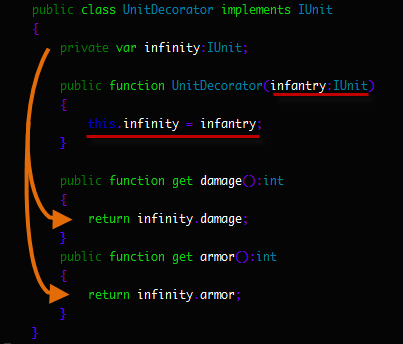 public class UnitDecorator implements IUnit
{
private var infinity:IUnit;
public function UnitDecorator(infantry:IUnit)
{
this.infinity = infantry;
}
public function get damage():int
{
return infinity.damage;
}
public function get armor():int
{
return infinity.armor;
}
}